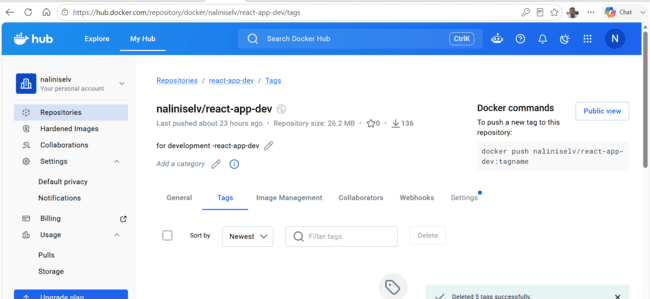 https://hub.docker.com/repository/docker/naliniselv/react-app-dev/tags
Chat
hub
Explore
My Hub
Search Docker Hub
CtrlK
N
naliniselv
Your personal account
Repositories
Hardened Images
Collaborations
Settings
Default privacy
Notifications
Billing
Usage
Pulls
Storage
Upgrade plan
Repositories / react-app-dev / Tags
naliniselv/react-app-dev
Last pushed about 23 hours ago • Repository size: 26.2 MB • 0 • 136
for development -react-app-dev
Add a category
Docker commands
Public view
To push a new tag to this
repository:
docker push naliniselv/react-app-
dev:tagname
General
Tags
Image Management
Collaborators
Webhooks
Settings
Sort by
Newest
Filter tags
Delete
Deleted 5 tags successfully.